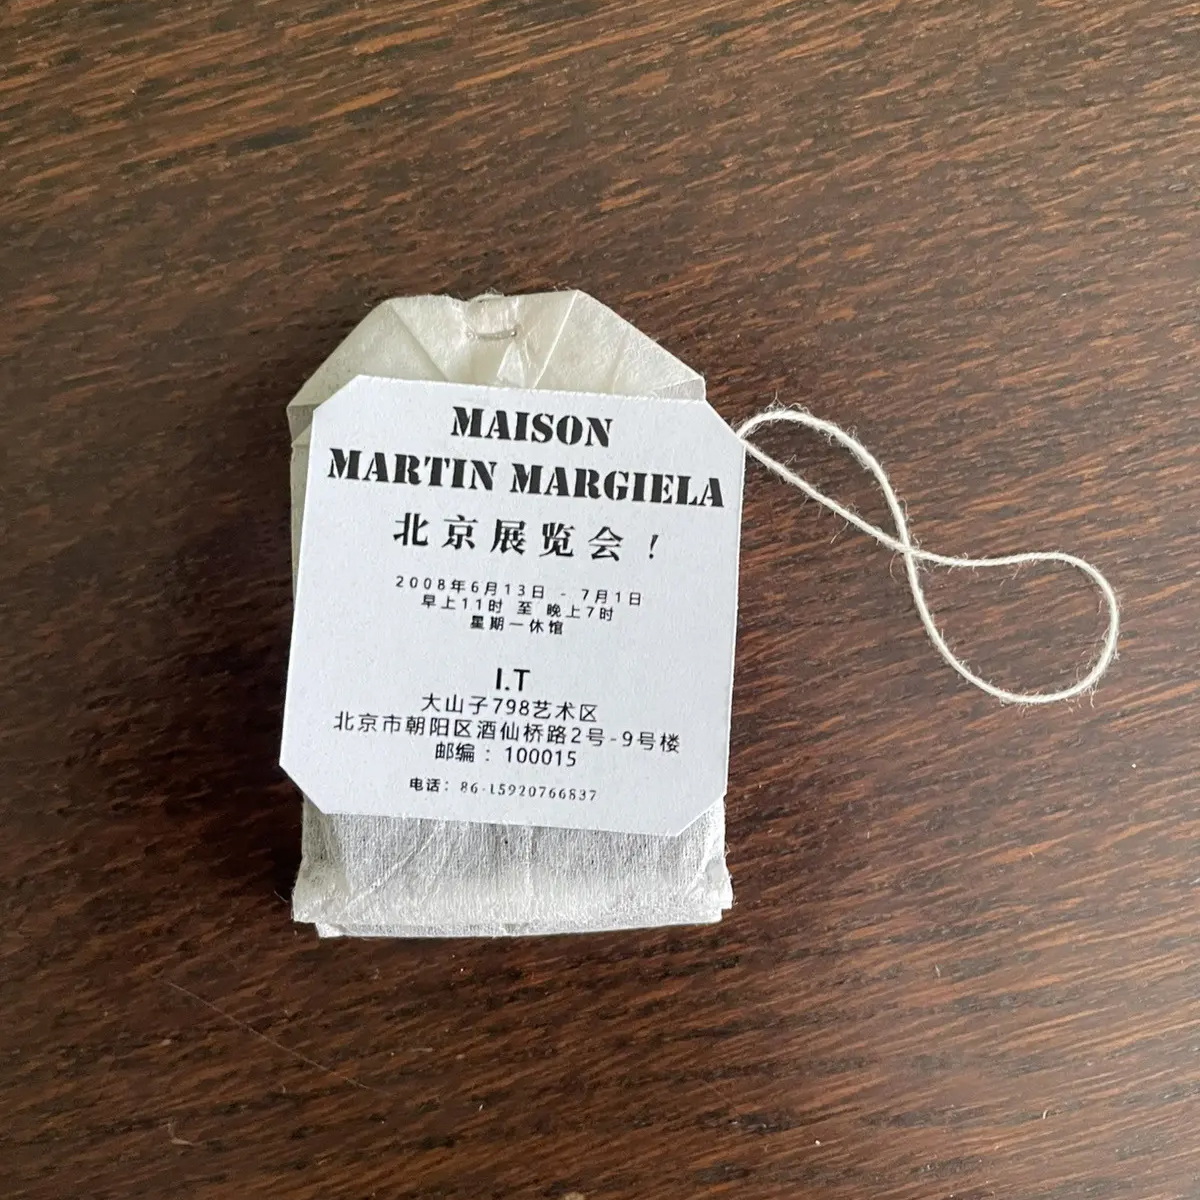 MAISON
MARTIN MARGIELA
北京展览会！
2008年6月13日 - 7月1日
早上11时 至 晚上7时
星期一休馆
I.T
大山子798艺术区
北京市朝阳区酒仙桥路2号-9号楼
邮编：100015
电话：86-15920766837